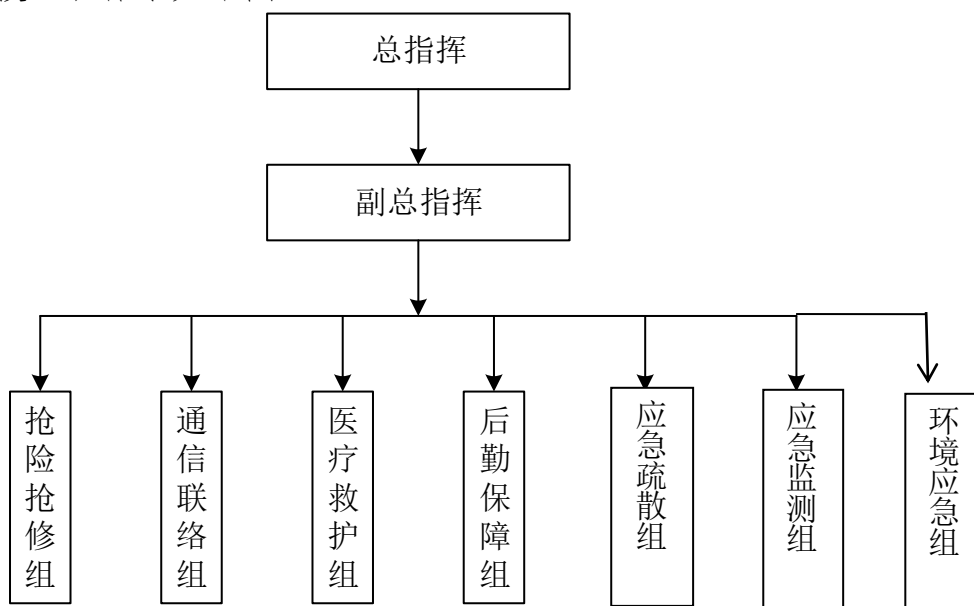 总指挥
副总指挥
抢险抢修组
通信联络组
医疗救护组
后勤保障组
应急疏散组
应急监测组
环境应急组